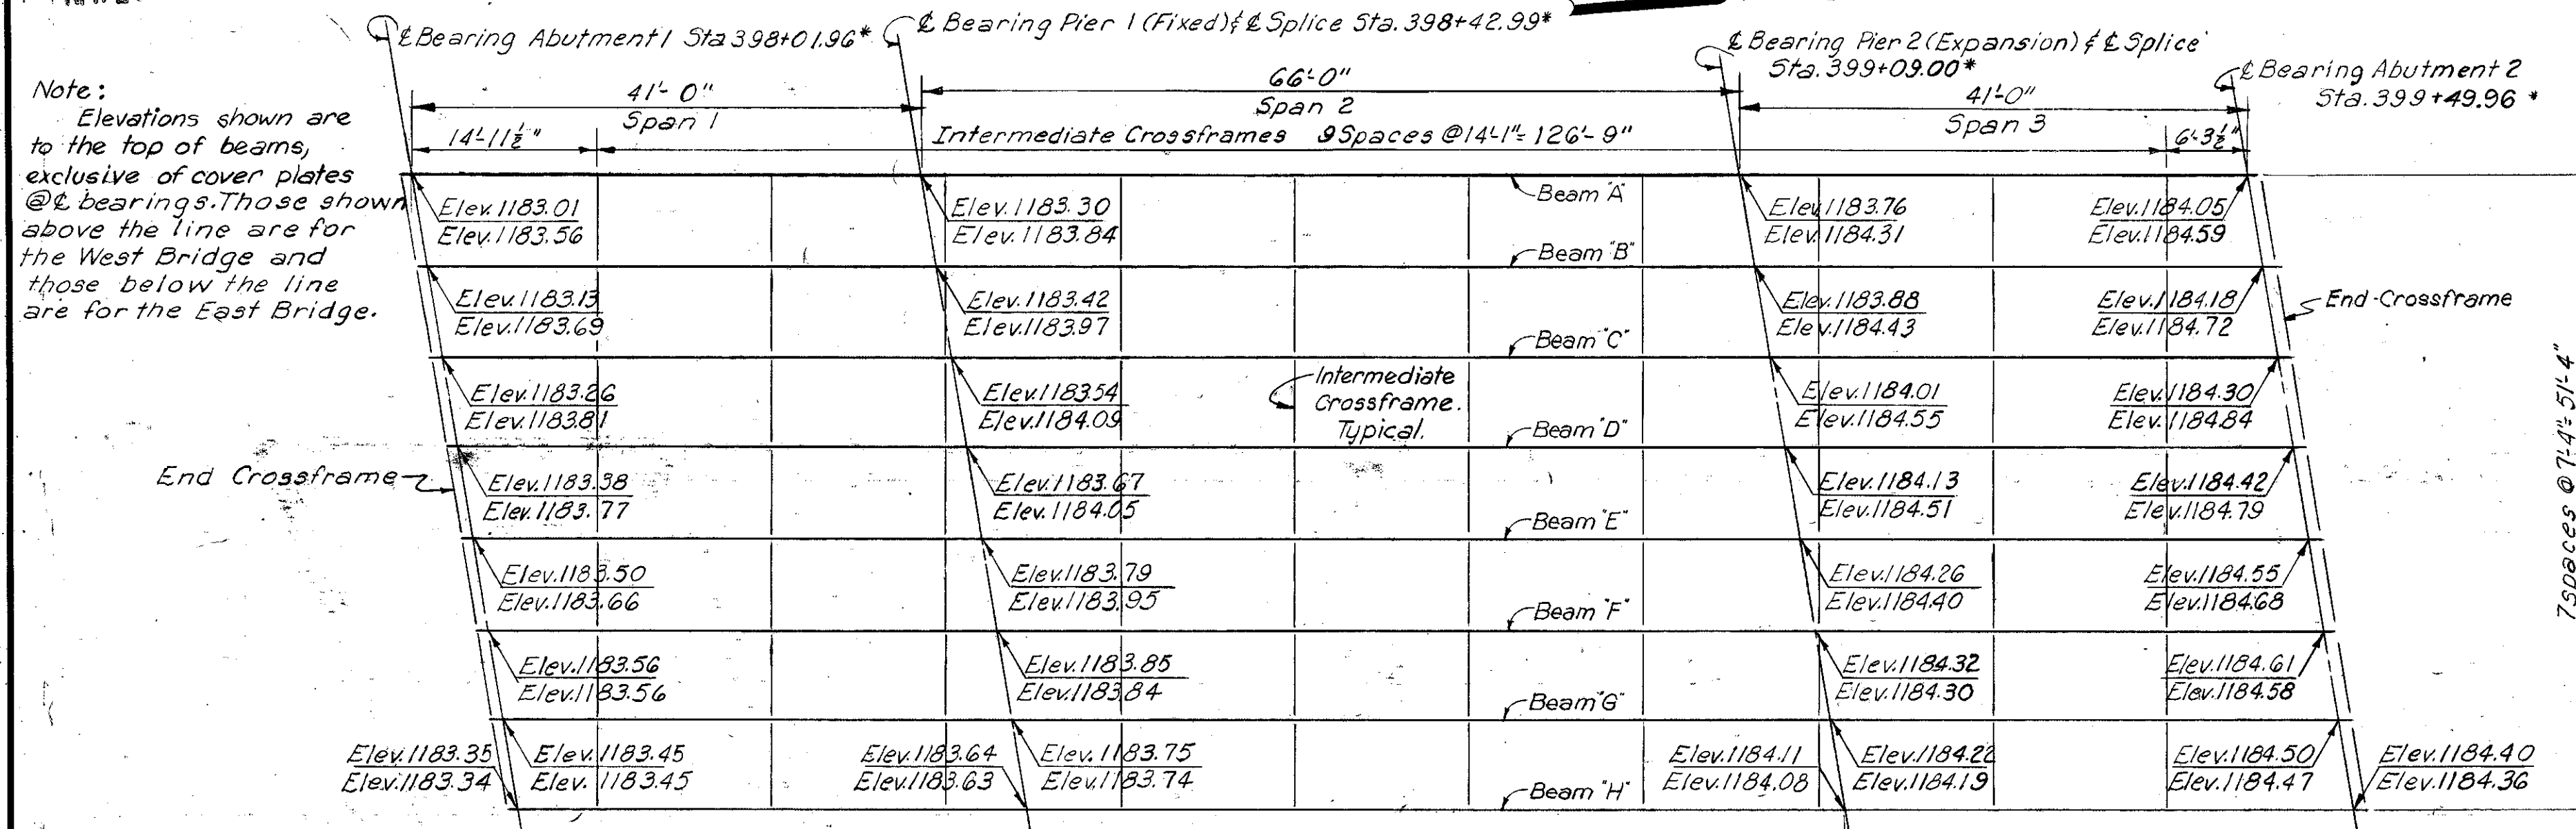 ℄ Bearing Abutment 1 Sta 398+01.96*
℄ Bearing Pier 1 (Fixed) & ℄ Splice Sta. 398+42.99*
℄ Bearing Pier 2 (Expansion) & ℄ Splice
Sta. 399+09.00*
℄ Bearing Abutment 2
Sta. 399+49.96 *
Note:
Elevations shown are
to the top of beams,
exclusive of cover plates
@ ℄ bearings. Those shown
above the line are for
the West Bridge and
those below the line
are for the East Bridge.
41'-0"
Span 1
66'-0"
Span 2
41'-0"
Span 3
14'-11½"
Intermediate Crossframes 9 Spaces @ 14'-1"= 126'-9"
6'-3½"
Beam "A"
Elev. 1183.01
Elev. 1183.56
Elev. 1183.30
Elev. 1183.84
Elev. 1183.76
Elev. 1184.31
Elev. 1184.05
Elev. 1184.59
Beam "B"
Elev. 1183.13
Elev. 1183.69
Elev. 1183.42
Elev. 1183.97
Elev. 1183.88
Elev. 1184.43
Elev. 1184.18
Elev. 1184.72
End Crossframe
Beam "C"
Elev. 1183.26
Elev. 1183.81
Elev. 1183.54
Elev. 1184.09
Intermediate
Crossframe.
Typical.
Elev. 1184.01
Elev. 1184.55
Elev. 1184.30
Elev. 1184.84
Beam "D"
End Crossframe
Elev. 1183.38
Elev. 1183.77
Elev. 1183.67
Elev. 1184.05
Elev. 1184.13
Elev. 1184.51
Elev. 1184.42
Elev. 1184.79
Beam "E"
Elev. 1183.50
Elev. 1183.66
Elev. 1183.79
Elev. 1183.95
Elev. 1184.26
Elev. 1184.40
Elev. 1184.55
Elev. 1184.68
Beam "F"
Elev. 1183.56
Elev. 1183.56
Elev. 1183.85
Elev. 1183.84
Elev. 1184.32
Elev. 1184.30
Elev. 1184.61
Elev. 1184.58
Beam "G"
Elev. 1183.35
Elev. 1183.34
Elev. 1183.45
Elev. 1183.45
Elev. 1183.64
Elev. 1183.63
Elev. 1183.75
Elev. 1183.74
Elev. 1184.11
Elev. 1184.08
Elev. 1184.22
Elev. 1184.19
Elev. 1184.50
Elev. 1184.47
Elev. 1184.40
Elev. 1184.36
Beam "H"
7 Spaces @ 7'-4"= 51'-4"